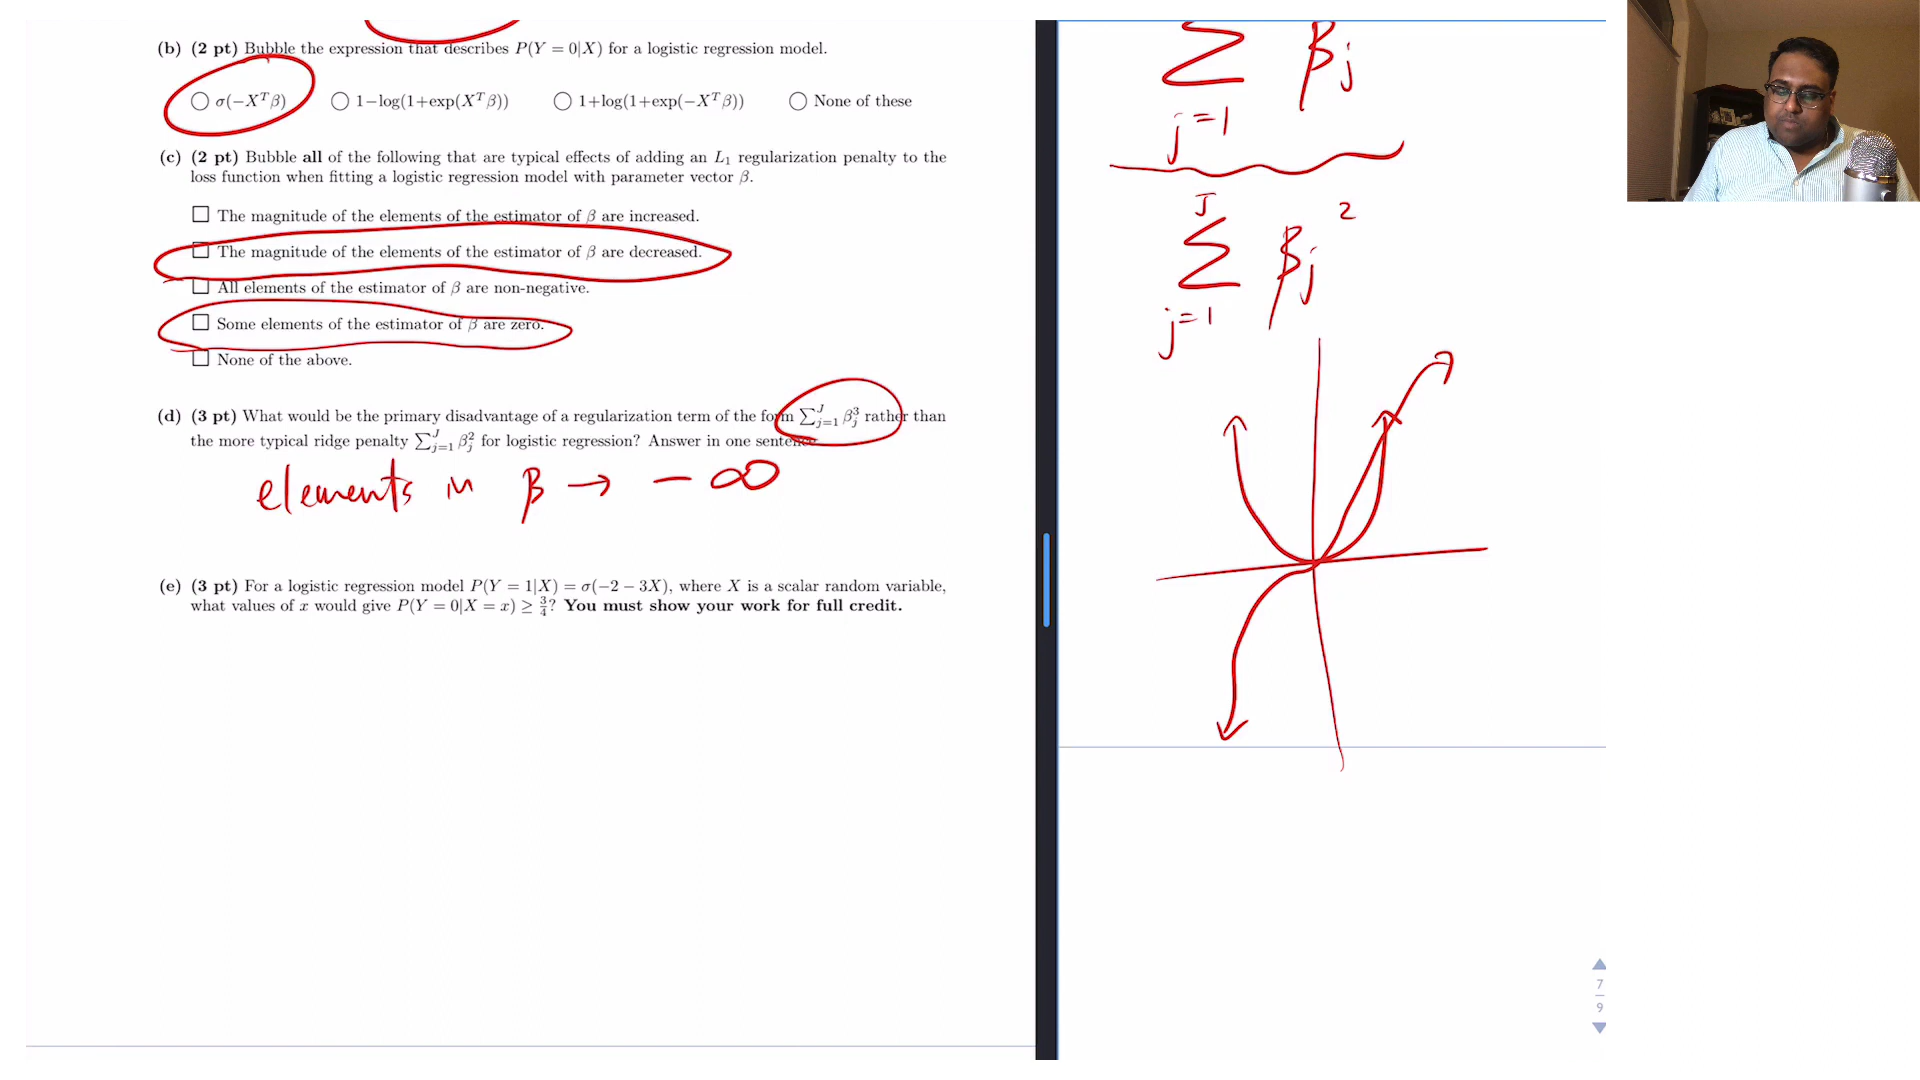 (b) (2 pt) Bubble the expression that describes P(Y = 0|X) for a logistic regression model.
σ(−X^T β) 1−log(1+exp(X^T β)) 1+log(1+exp(−X^T β)) None of these
(c) (2 pt) Bubble all of the following that are typical effects of adding an L₁ regularization penalty to the
loss function when fitting a logistic regression model with parameter vector β.
The magnitude of the elements of the estimator of β are increased.
The magnitude of the elements of the estimator of β are decreased.
All elements of the estimator of β are non-negative.
Some elements of the estimator of β are zero.
None of the above.
(d) (3 pt) What would be the primary disadvantage of a regularization term of the form ∑_{j=1}^J β_j^3 rather than
the more typical ridge penalty ∑_{j=1}^J β_j^2 for logistic regression? Answer in one sentence.
elements in β → − ∞
(e) (3 pt) For a logistic regression model P(Y = 1|X) = σ(−2 − 3X), where X is a scalar random variable,
what values of x would give P(Y = 0|X = x) ≥ 3/4? You must show your work for full credit.
∑_{j=1} β_j
∑_{j=1}^J β_j^2
7
9